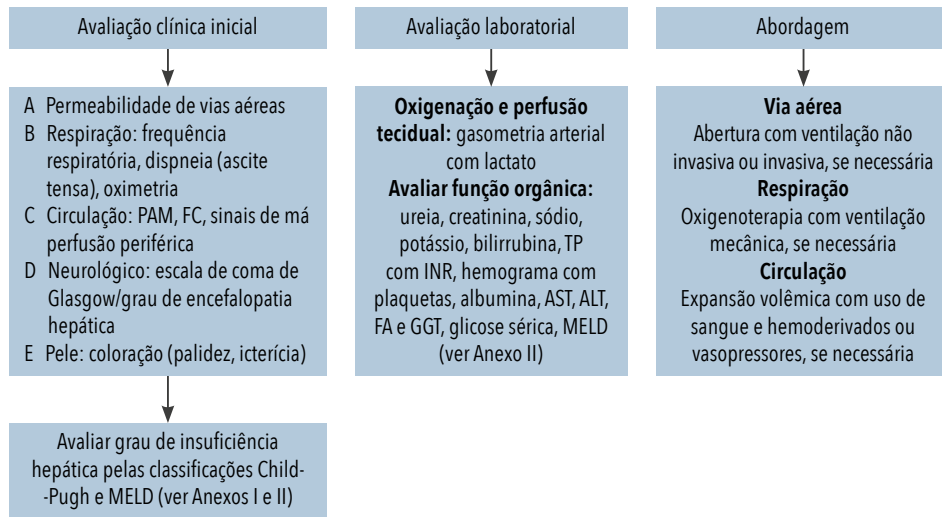 Avaliação clínica inicial
A Permeabilidade de vias aéreas
B Respiração: frequência
respiratória, dispneia (ascite
tensa), oximetria
C Circulação: PAM, FC, sinais de má
perfusão periférica
D Neurológico: escala de coma de
Glasgow/grau de encefalopatia
hepática
E Pele: coloração (palidez, icterícia)
Avaliar grau de insuficiência
hepática pelas classificações Child-
-Pugh e MELD (ver Anexos I e II)
Avaliação laboratorial
Oxigenação e perfusão
tecidual: gasometria arterial
com lactato
Avaliar função orgânica:
ureia, creatinina, sódio,
potássio, bilirrubina, TP
com INR, hemograma com
plaquetas, albumina, AST, ALT,
FA e GGT, glicose sérica, MELD
(ver Anexo II)
Abordagem
Via aérea
Abertura com ventilação não
invasiva ou invasiva, se necessária
Respiração
Oxigenoterapia com ventilação
mecânica, se necessária
Circulação
Expansão volêmica com uso de
sangue e hemoderivados ou
vasopressores, se necessária